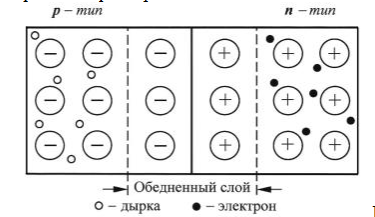 p – тип n – тип
Обедненный слой
– дырка – электрон